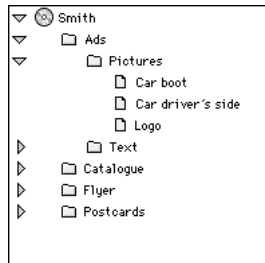 Smith
Ads
Pictures
Car boot
Car driver's side
Logo
Text
Catalogue
Flyer
Postcards